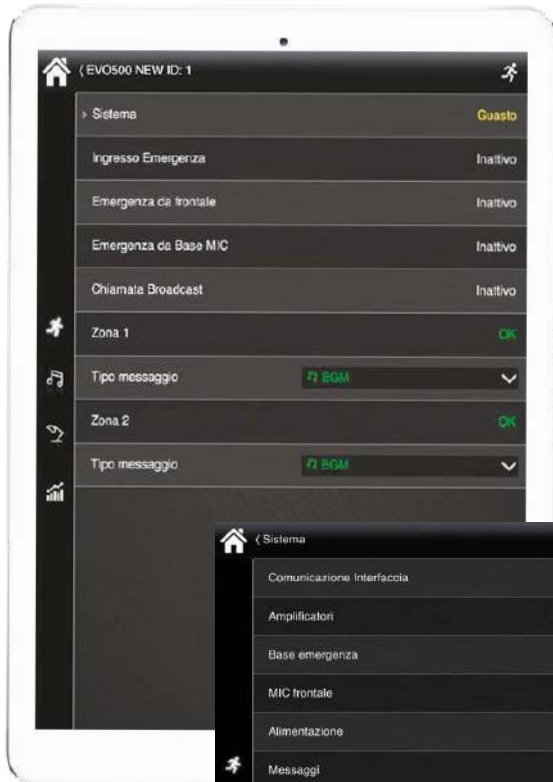 ⟨ EVO500 NEW ID: 1
› Sistema Guasto
Ingresso Emergenza Inattivo
Emergenza da frontale Inattivo
Emergenza da Base MIC Inattivo
Chiamata Broadcast Inattivo
Zona 1 OK
Tipo messaggio BGM
Zona 2 OK
Tipo messaggio BGM
⟨ Sistema
Comunicazione Interfaccia
Amplificatori
Base emergenza
MIC frontale
Alimentazione
Messaggi